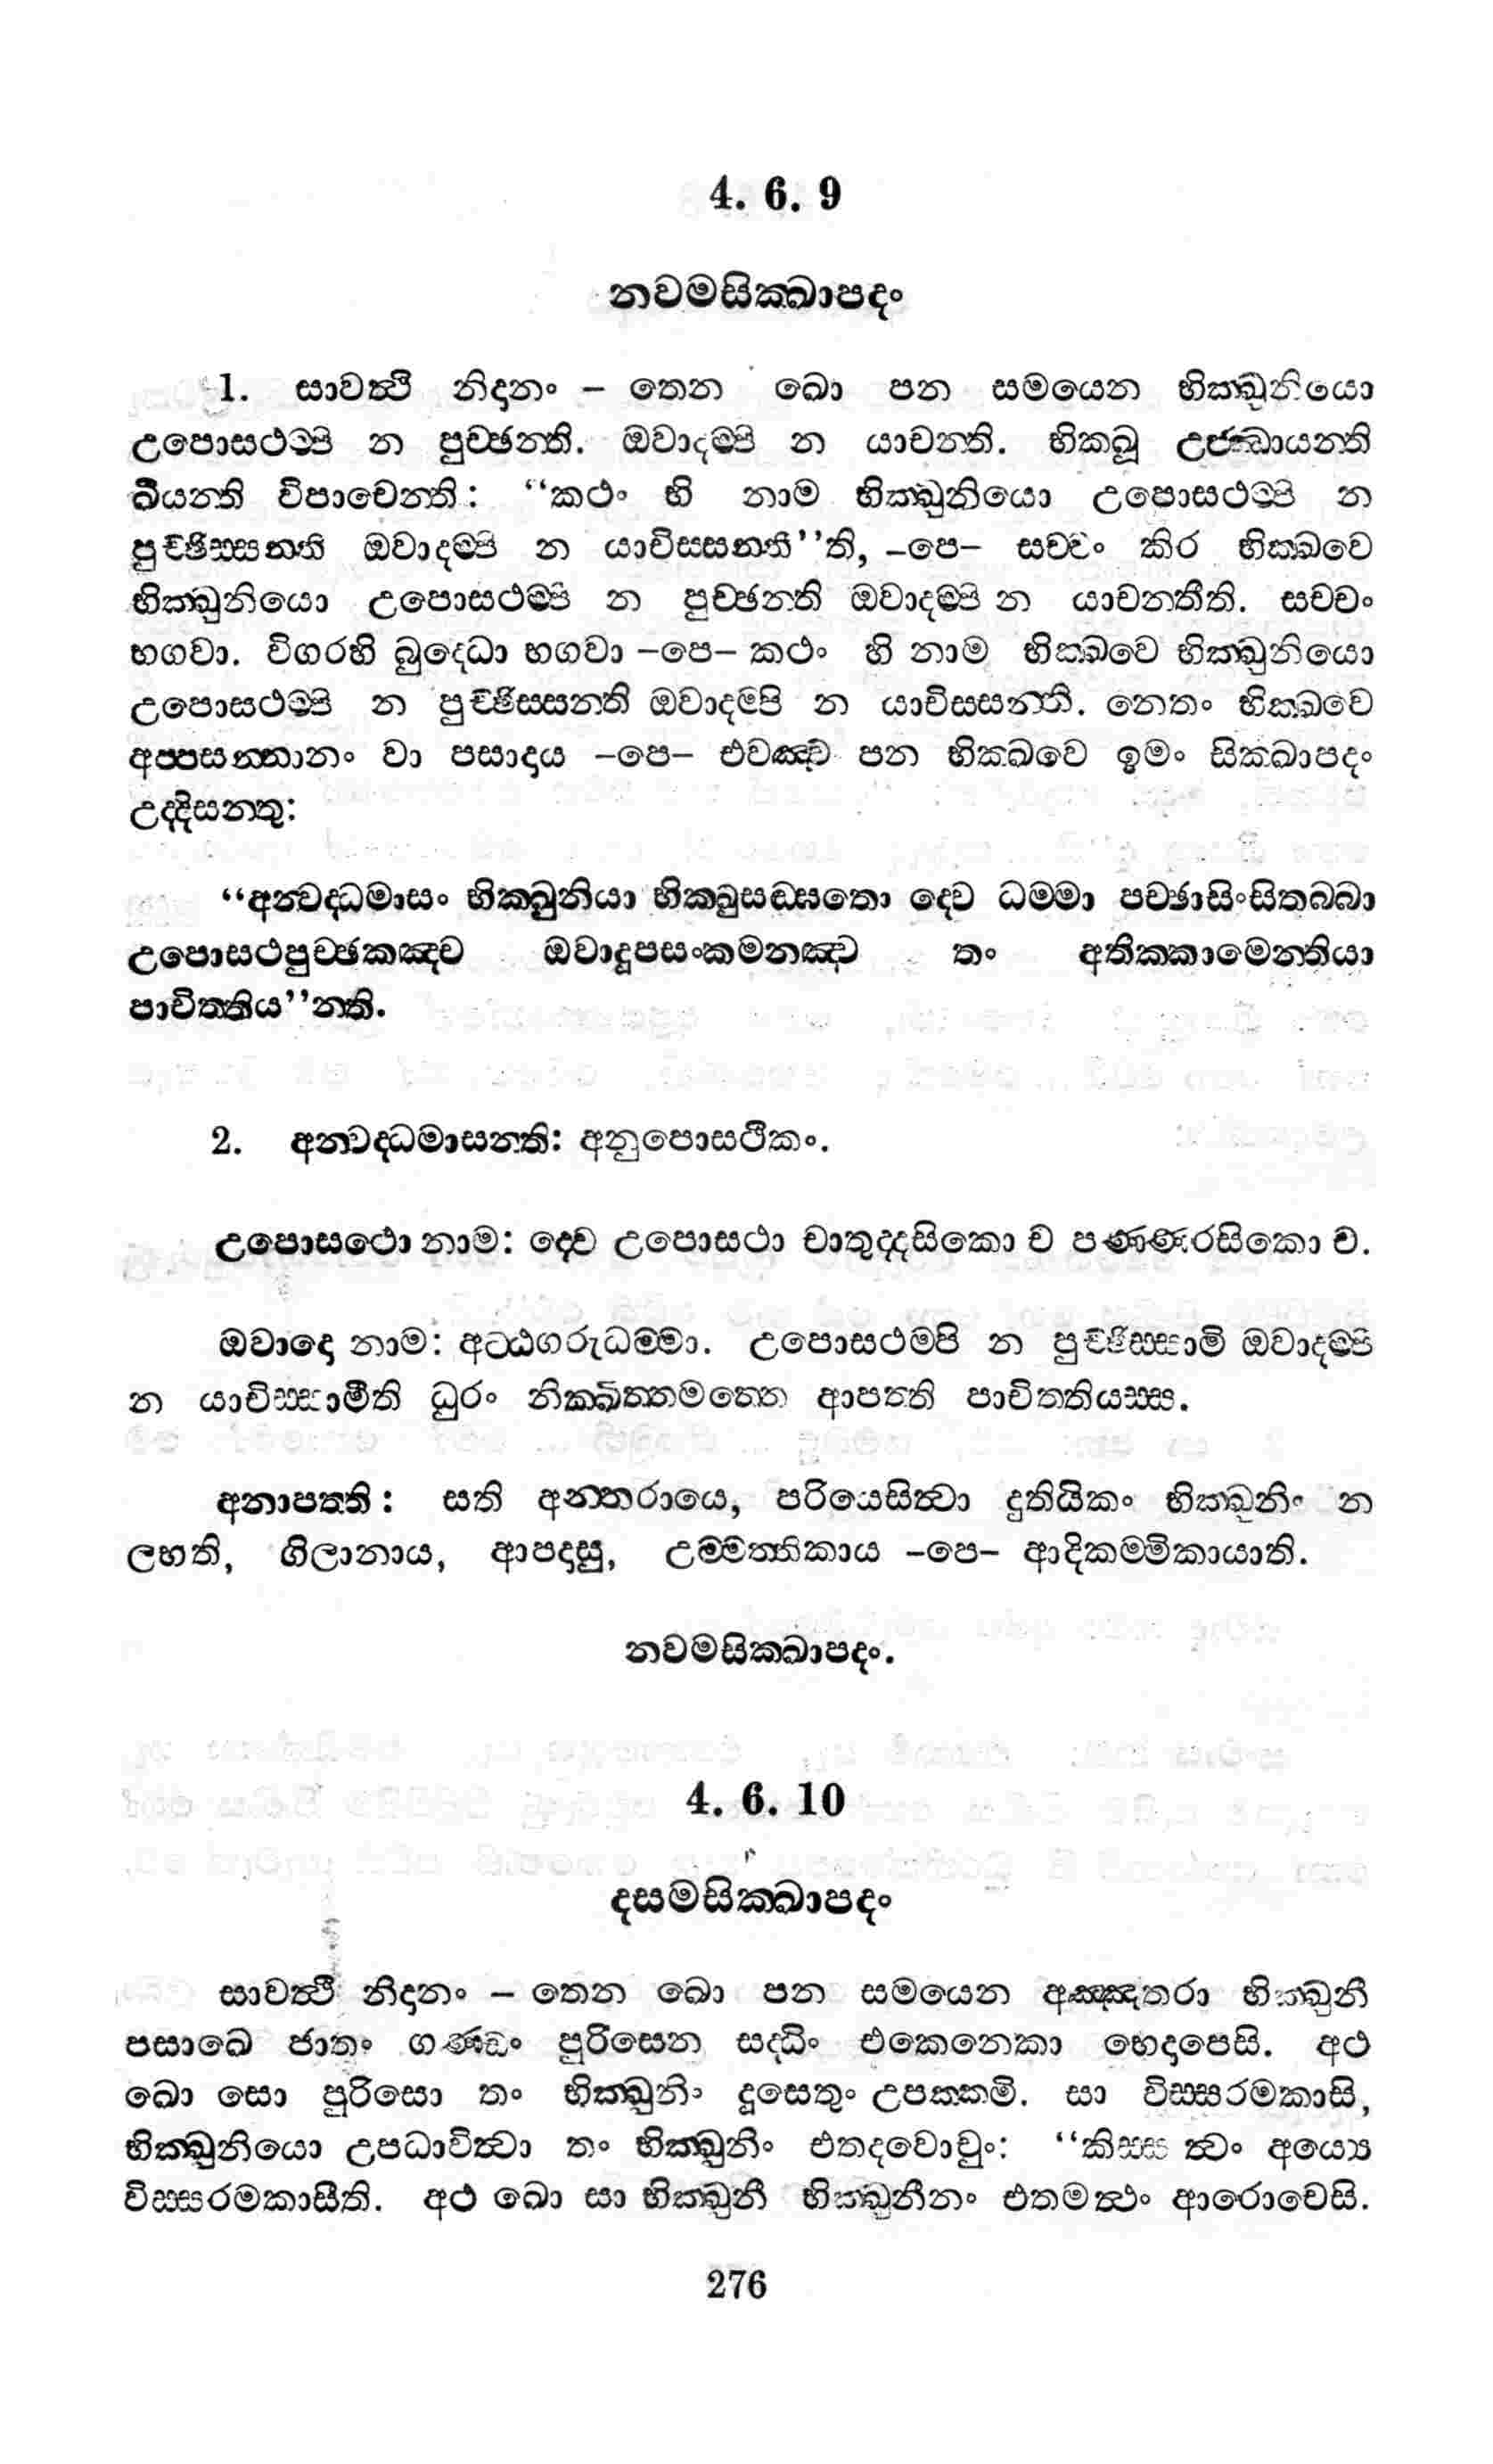 4. 6. 9
නවමසික්ඛාපදං
1. සාවත්ථි නිදානං – තෙන ඛො පන සමයෙන භික්ඛුනියො
උපොසථම්පි න පුච්ඡන්ති. ඔවාදම්පි න යාචන්ති. භික්ඛූ උජ්ඣායන්ති
ඛීයන්ති විපාචෙන්ති: “කථං හි නාම භික්ඛුනියො උපොසථම්පි න
පුච්ඡිස්සන්ති ඔවාදම්පි න යාචිස්සන්තී”ති, –පෙ– සච්චං කිර භික්ඛවෙ
භික්ඛුනියො උපොසථම්පි න පුච්ඡන්ති ඔවාදම්පි න යාචන්තීති. සච්චං
භගවා. විගරහි බුද්ධො භගවා –පෙ– කථං හි නාම භික්ඛවෙ භික්ඛුනියො
උපොසථම්පි න පුච්ඡිස්සන්ති ඔවාදම්පි න යාචිස්සන්ති. නෙතං භික්ඛවෙ
අප්පසන්නානං වා පසාදාය –පෙ– එවඤ්ච පන භික්ඛවෙ ඉමං සික්ඛාපදං
උද්දිසන්තු:
“අන්වද්ධමාසං භික්ඛුනියා භික්ඛුසඞ්ඝතො ද්වෙ ධම්මා පච්ඡාසිංසිතබ්බා
උපොසථපුච්ඡකඤ්ච ඔවාදූපසංකමනඤ්ච තං අතික්කාමෙන්තියා
පාචිත්තිය”න්ති.
2. අන්වද්ධමාසන්ති: අනුපොසථිකං.
උපොසථො නාම: ද්වෙ උපොසථා චාතුද්දසිකො ච පණ්ණරසිකො ච.
ඔවාදො නාම: අට්ඨගරුධම්මා. උපොසථම්පි න පුච්ඡිස්සාමි ඔවාදම්පි
න යාචිස්සාමීති ධුරං නික්ඛිත්තමත්තෙ ආපත්ති පාචිත්තියස්ස.
අනාපත්ති: සති අන්තරායෙ, පරියෙසිත්වා දුතියිකං භික්ඛුනිං න
ලභති, ගිලානාය, ආපදාසු, උම්මත්තිකාය –පෙ– ආදිකම්මිකායාති.
නවමසික්ඛාපදං.
4. 6. 10
දසමසික්ඛාපදං
සාවත්ථී නිදානං – තෙන ඛො පන සමයෙන අඤ්ඤතරා භික්ඛුනී
පසාඛෙ ජාතං ගණ්ඩං පුරිසෙන සද්ධිං එකෙනෙකා භෙදාපෙසි. අථ
ඛො සො පුරිසො තං භික්ඛුනිං දූසෙතුං උපක්කමි. සා විස්සරමකාසි,
භික්ඛුනියො උපධාවිත්වා තං භික්ඛුනිං එතදවොචුං: “කිස්ස ත්වං අය්යෙ
විස්සරමකාසීති. අථ ඛො සා භික්ඛුනී භික්ඛුනීනං එතමත්ථං ආරොචෙසි.
276